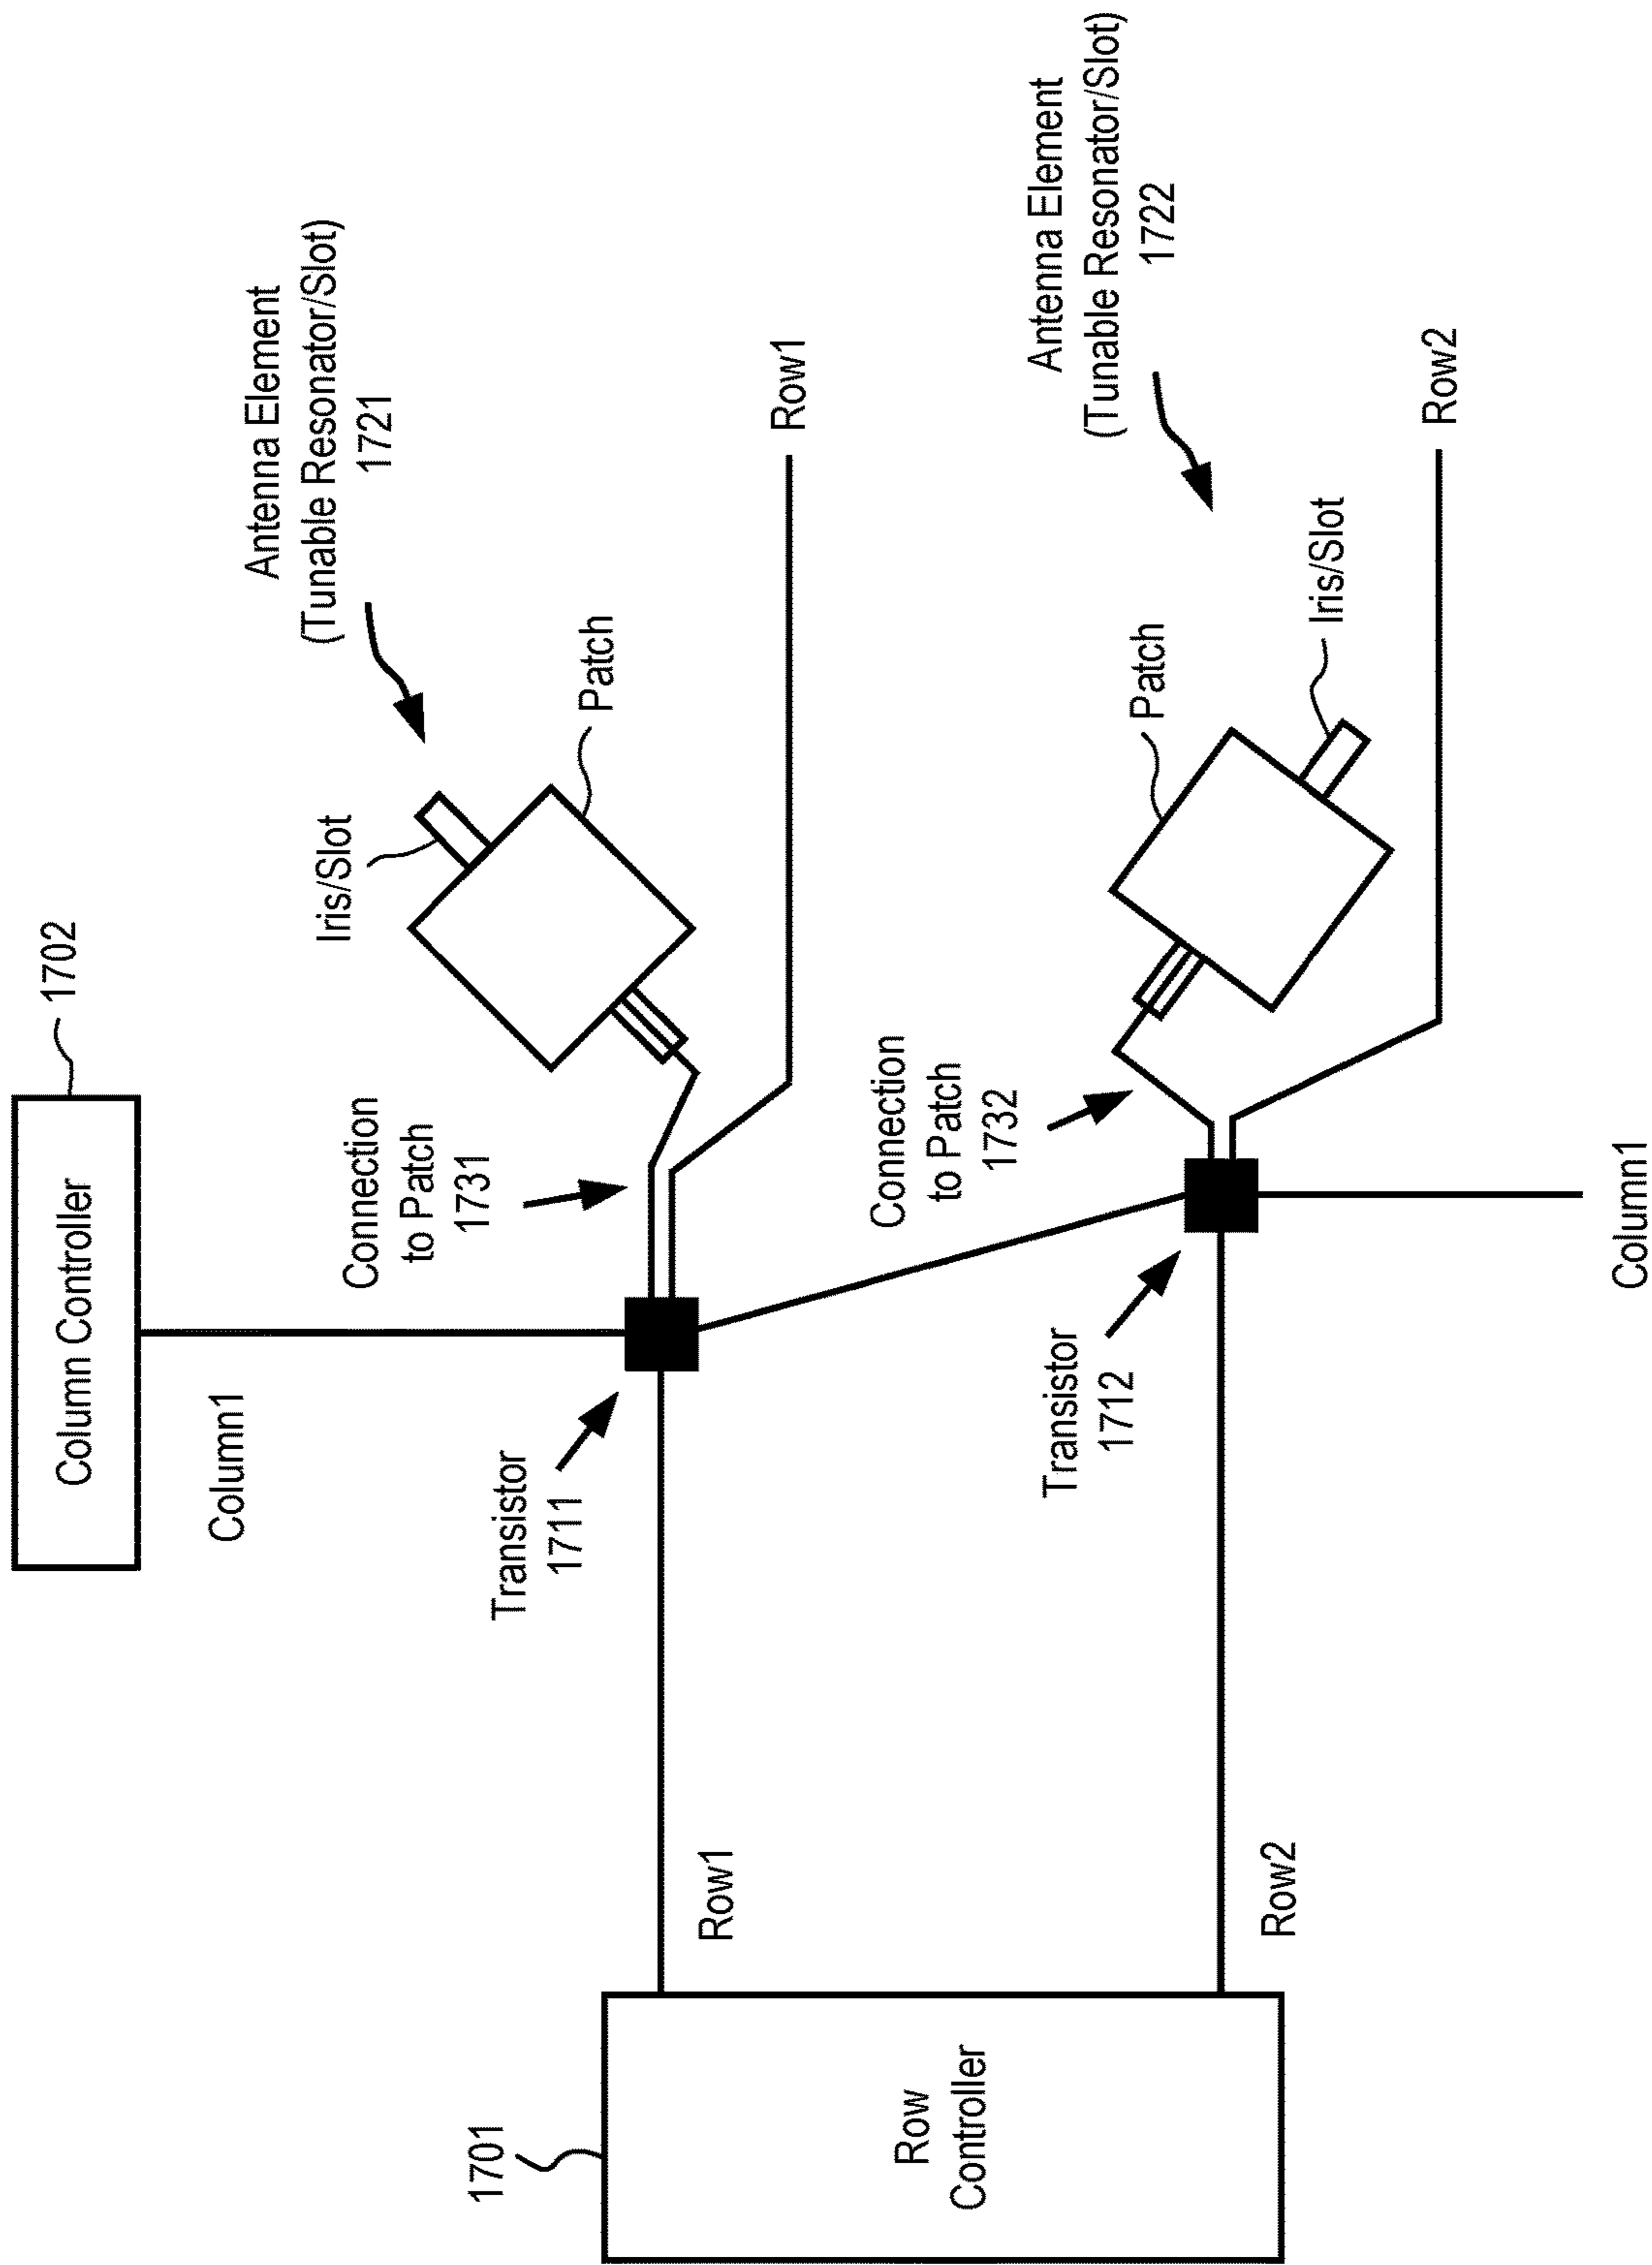 Column Controller
1702
Column1
Antenna Element
(Tunable Resonator/Slot)
1721
Iris/Slot
Patch
Connection
to Patch
1731
Transistor
1711
Row1
Row1
Row
Controller
1701
Antenna Element
(Tunable Resonator/Slot)
1722
Patch
Iris/Slot
Connection
to Patch
1732
Transistor
1712
Row2
Row2
Column1